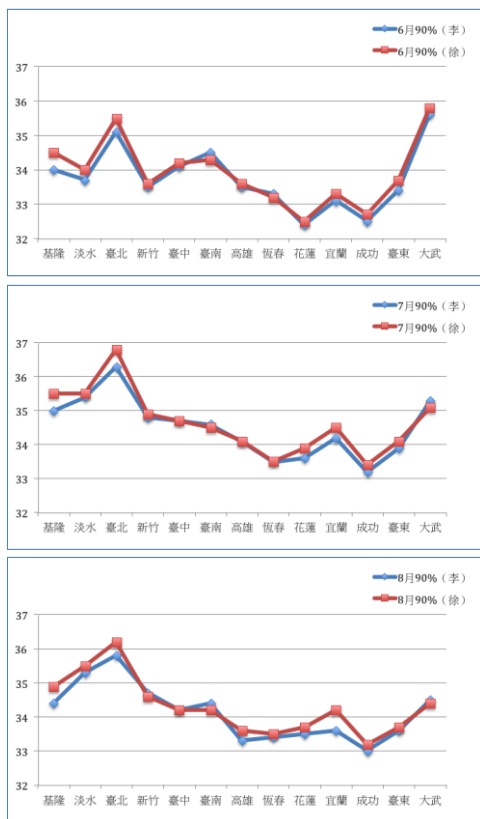 6月90%（李）
6月90%（徐）
37
36
35
34
33
32
基隆 淡水 臺北 新竹 臺中 臺南 高雄 恆春 花蓮 宜蘭 成功 臺東 大武
7月90%（李）
7月90%（徐）
37
36
35
34
33
32
基隆 淡水 臺北 新竹 臺中 臺南 高雄 恆春 花蓮 宜蘭 成功 臺東 大武
8月90%（李）
8月90%（徐）
37
36
35
34
33
32
基隆 淡水 臺北 新竹 臺中 臺南 高雄 恆春 花蓮 宜蘭 成功 臺東 大武